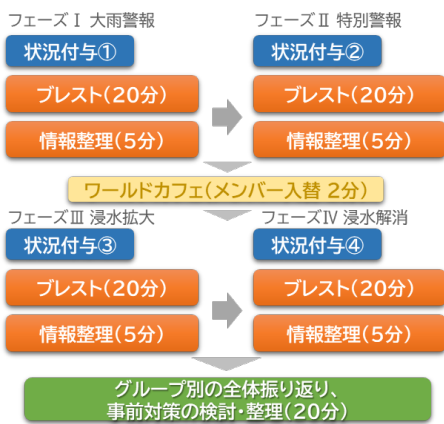 フェーズⅠ 大雨警報
状況付与①
ブレスト(20分)
情報整理(5分)
フェーズⅡ 特別警報
状況付与②
ブレスト(20分)
情報整理(5分)
ワールドカフェ(メンバー入替 2分)
フェーズⅢ 浸水拡大
状況付与③
ブレスト(20分)
情報整理(5分)
フェーズⅣ 浸水解消
状況付与④
ブレスト(20分)
情報整理(5分)
グループ別の全体振り返り、
事前対策の検討・整理(20分)